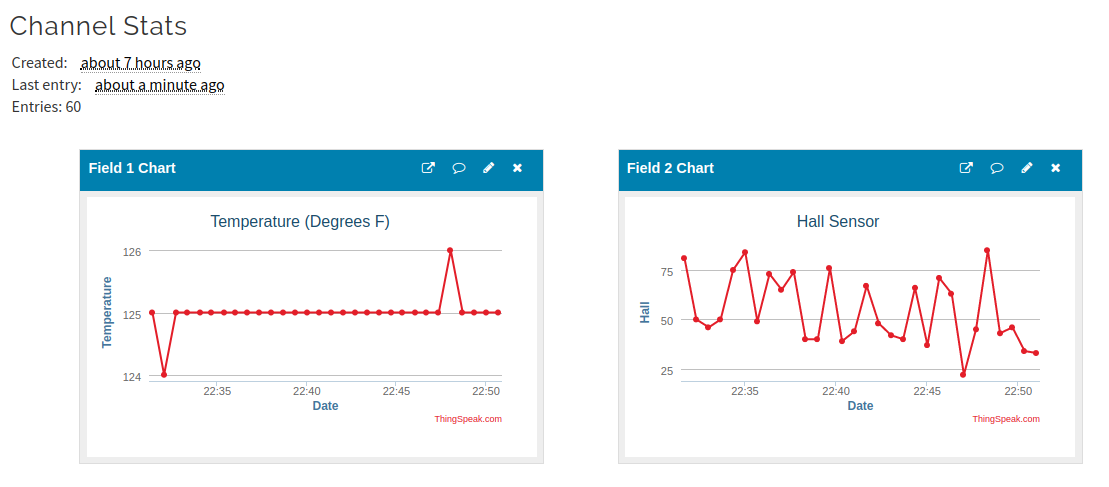 Channel Stats
Created: about 7 hours ago
Last entry: about a minute ago
Entries: 60
Field 1 Chart
Temperature (Degrees F)
126
125
124
Temperature
22:35 22:40 22:45 22:50
Date
ThingSpeak.com
Field 2 Chart
Hall Sensor
75
50
25
Hall
22:35 22:40 22:45 22:50
Date
ThingSpeak.com